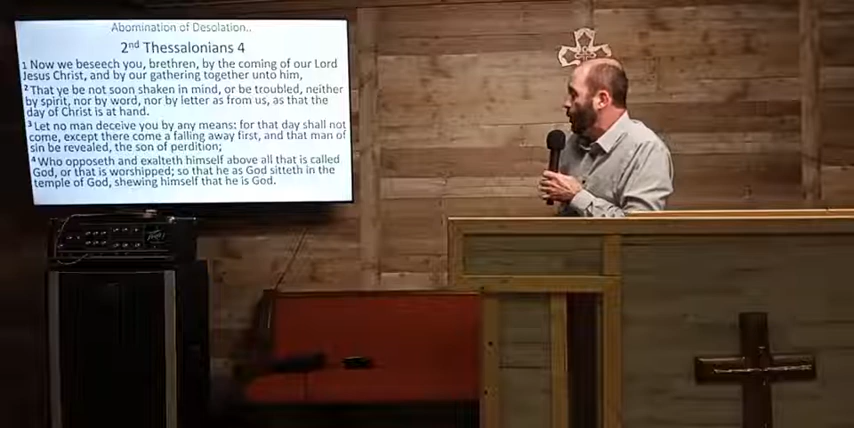 Abomination of Desolation..
2nd Thessalonians 4
1 Now we beseech you, brethren, by the coming of our Lord
Jesus Christ, and by our gathering together unto him,
2 That ye be not soon shaken in mind, or be troubled, neither
by spirit, nor by word, nor by letter as from us, as that the
day of Christ is at hand.
3 Let no man deceive you by any means: for that day shall not
come, except there come a falling away first, and that man of
sin be revealed, the son of perdition;
4 Who opposeth and exalteth himself above all that is called
God, or that is worshipped; so that he as God sitteth in the
temple of God, shewing himself that he is God.